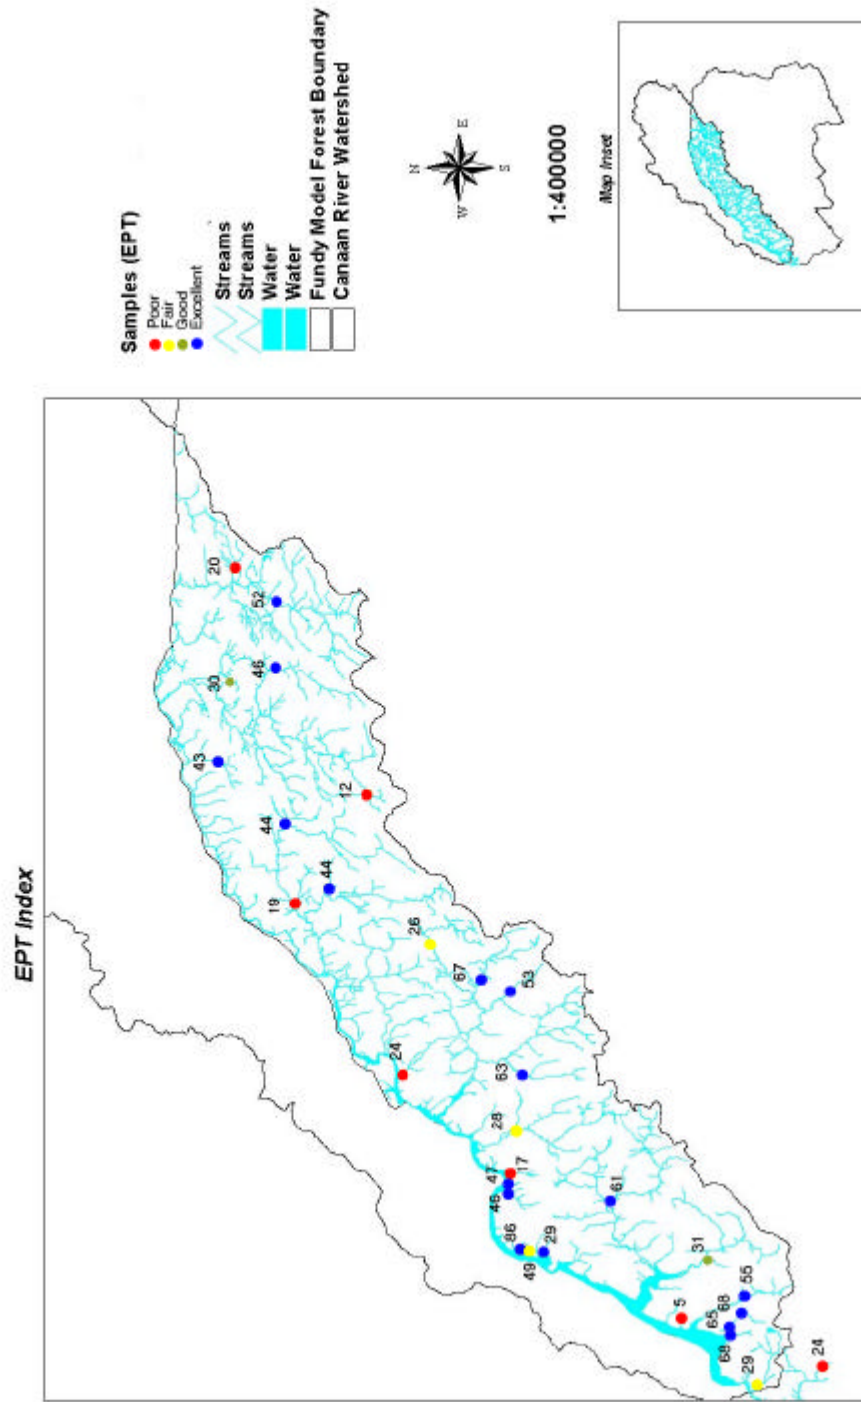 EPT Index
20
52
46
30
43
12
44
44
19
26
67
53
24
63
28
17
47
46
61
86
49
29
31
5
55
68
65
68
29
24
Samples (EPT)
Poor
Fair
Good
Excellent
Streams
Streams
Water
Water
Fundy Model Forest Boundary
Canaan River Watershed
N
W E
S
1:400000
Map Inset